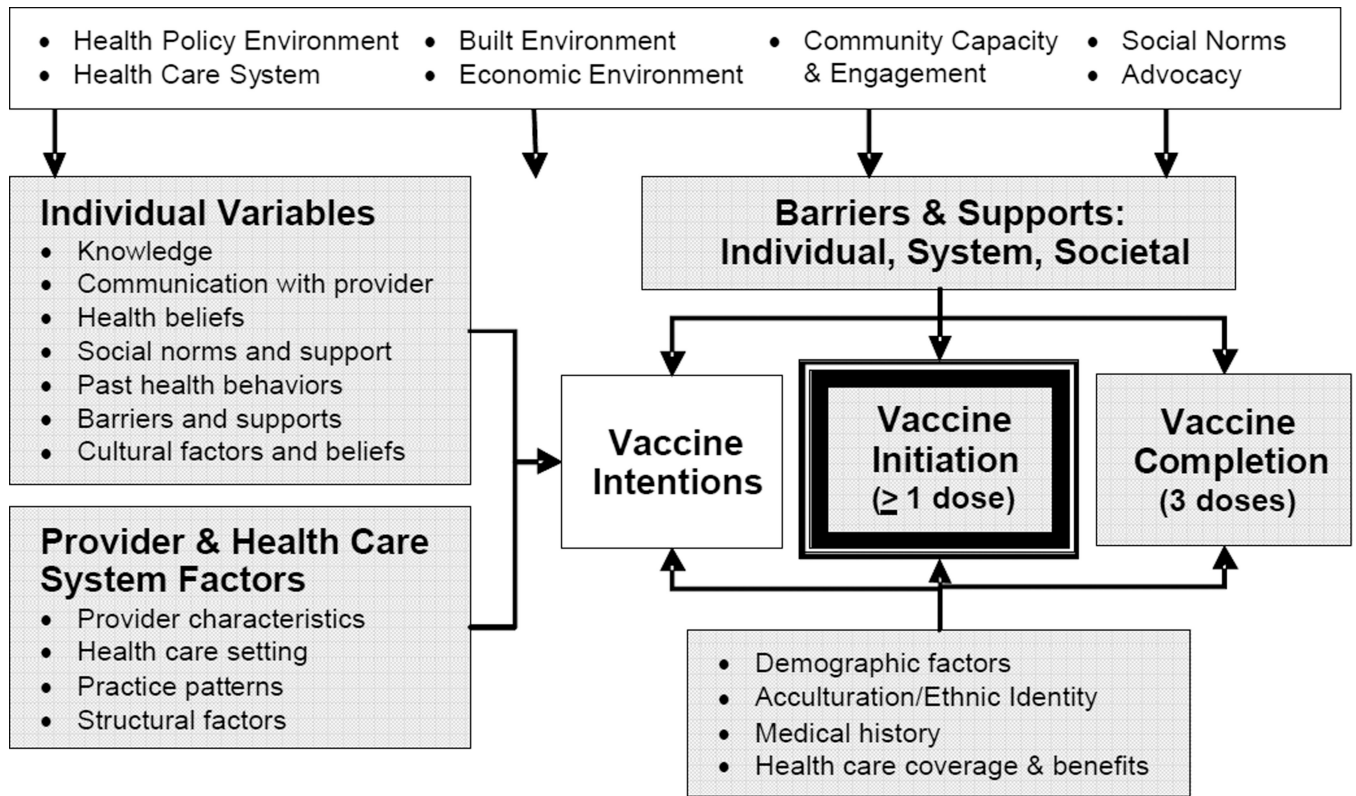 • Health Policy Environment
• Health Care System
• Built Environment
• Economic Environment
• Community Capacity
& Engagement
• Social Norms
• Advocacy
Individual Variables
• Knowledge
• Communication with provider
• Health beliefs
• Social norms and support
• Past health behaviors
• Barriers and supports
• Cultural factors and beliefs
Provider & Health Care
System Factors
• Provider characteristics
• Health care setting
• Practice patterns
• Structural factors
Barriers & Supports:
Individual, System, Societal
Vaccine
Intentions
Vaccine
Initiation
(≥ 1 dose)
Vaccine
Completion
(3 doses)
• Demographic factors
• Acculturation/Ethnic Identity
• Medical history
• Health care coverage & benefits